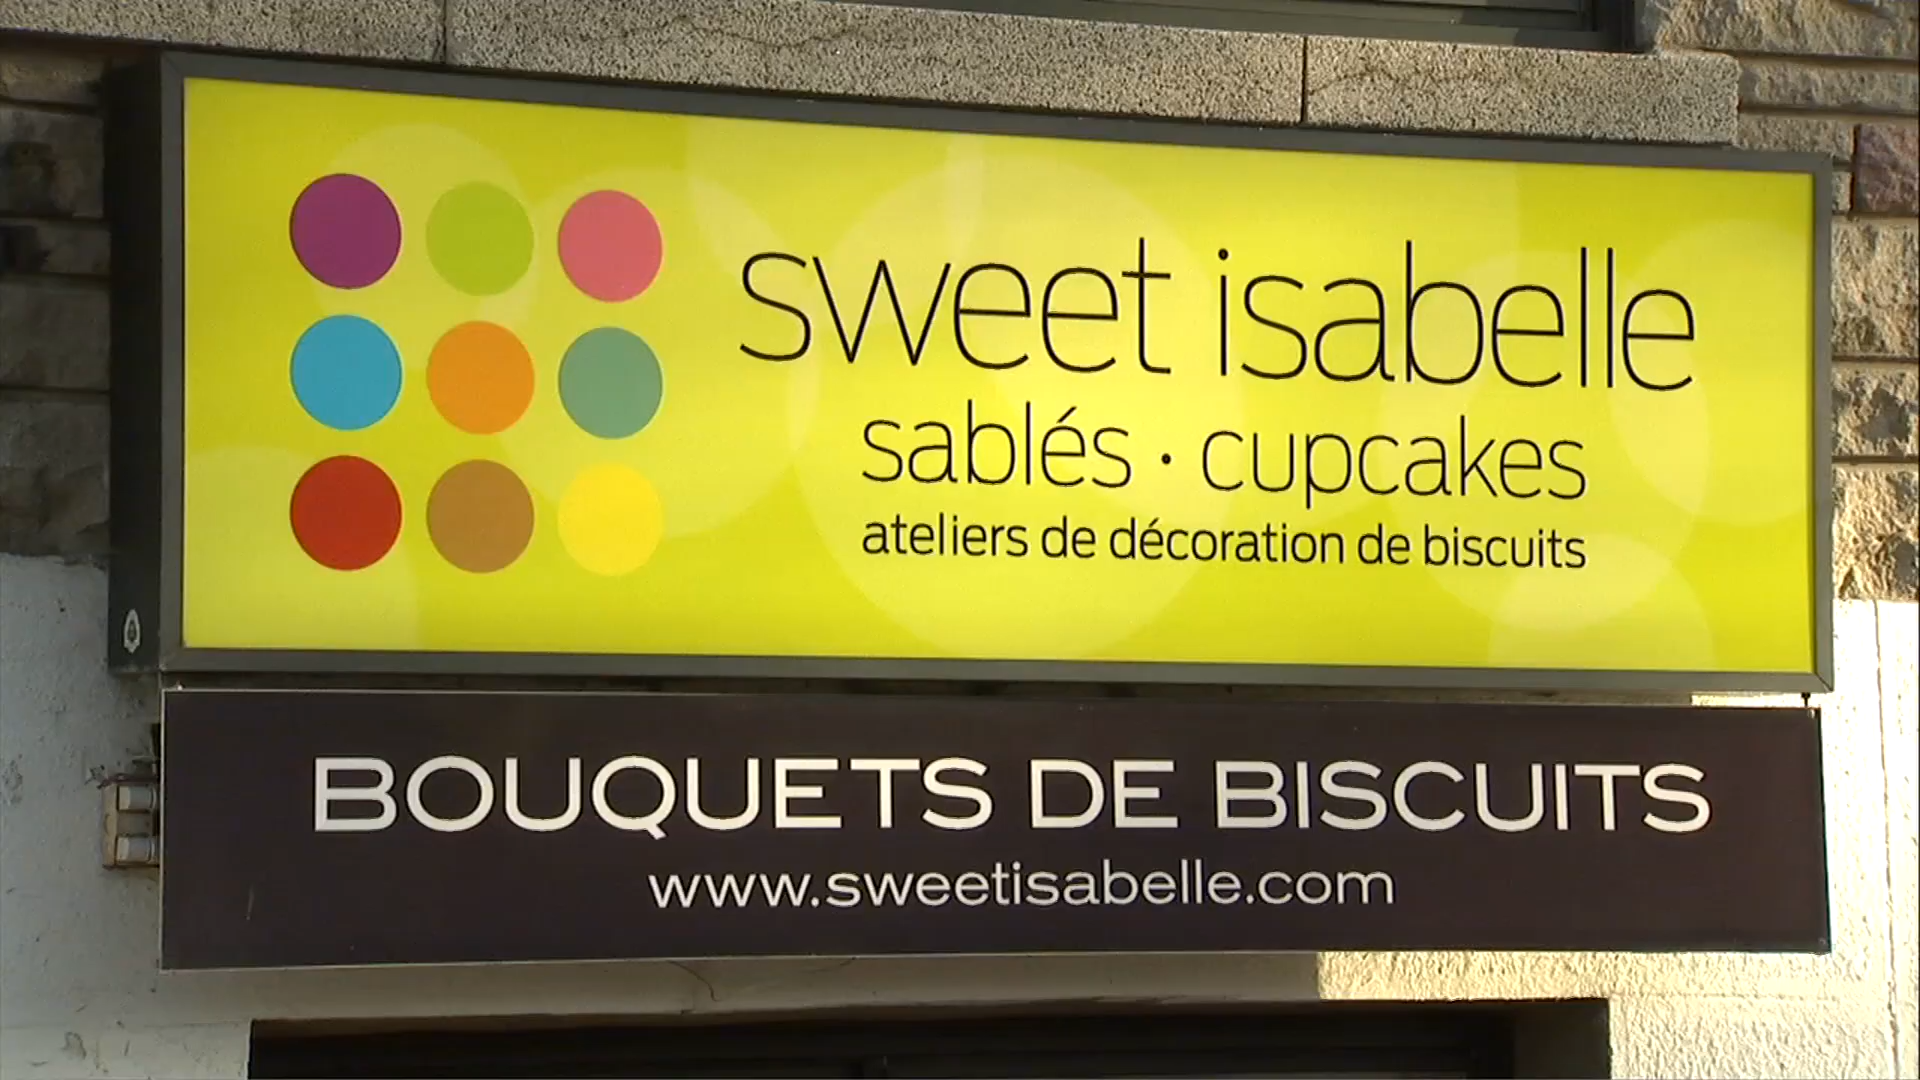 sweet isabelle
sablés · cupcakes
ateliers de décoration de biscuits
BOUQUETS DE BISCUITS
www.sweetisabelle.com